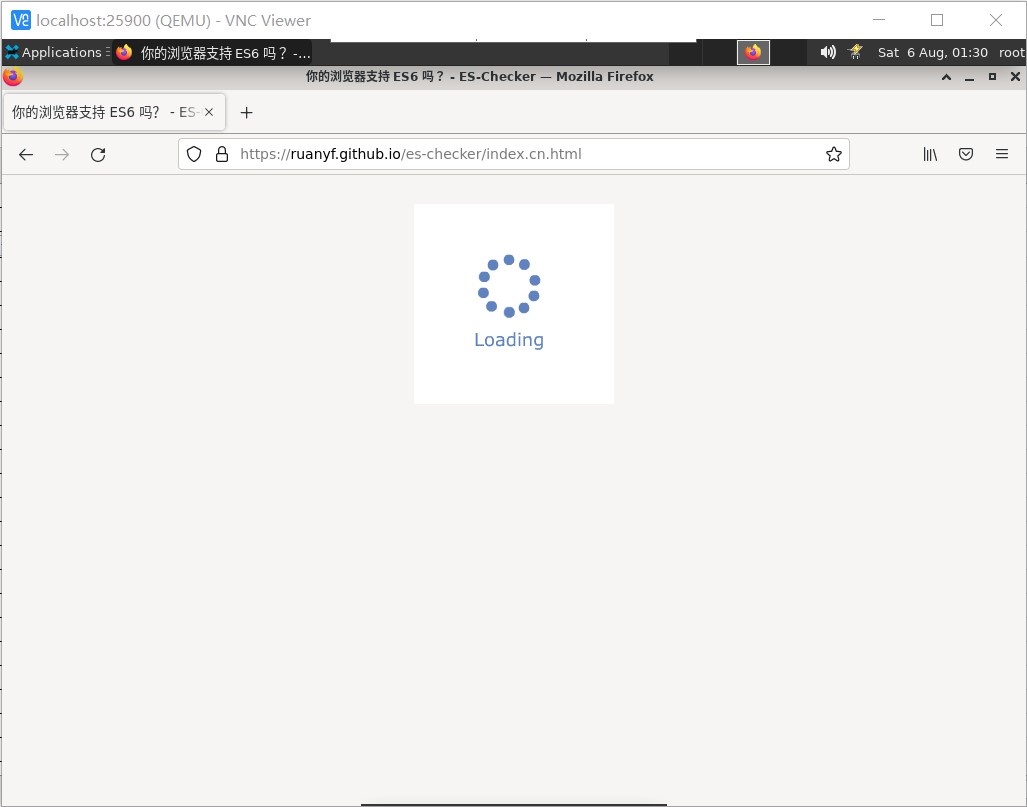 localhost:25900 (QEMU) - VNC Viewer
Applications 你的浏览器支持 ES6 吗？ -... Sat 6 Aug, 01:30 root
你的浏览器支持 ES6 吗？ - ES-Checker — Mozilla Firefox
你的浏览器支持 ES6 吗？ - ES-
https://ruanyf.github.io/es-checker/index.cn.html
Loading